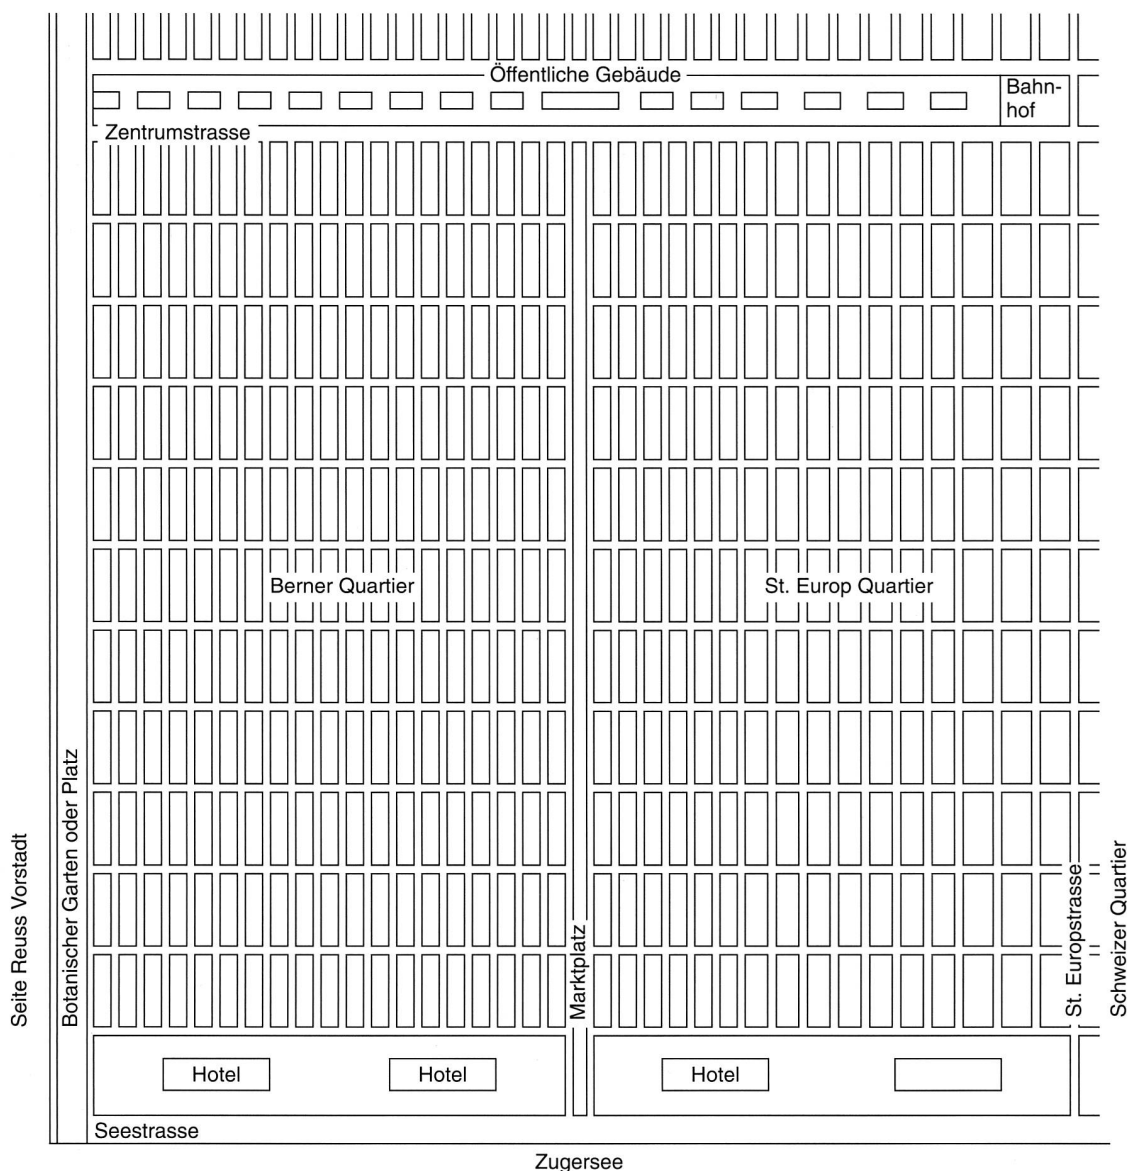 Öffentliche Gebäude
Bahn-
hof
Zentrumstrasse
Berner Quartier
St. Europ Quartier
Seite Reuss Vorstadt
Botanischer Garten oder Platz
Marktplatz
St. Europstrasse
Schweizer Quartier
Hotel
Hotel
Hotel
Seestrasse
Zugersee